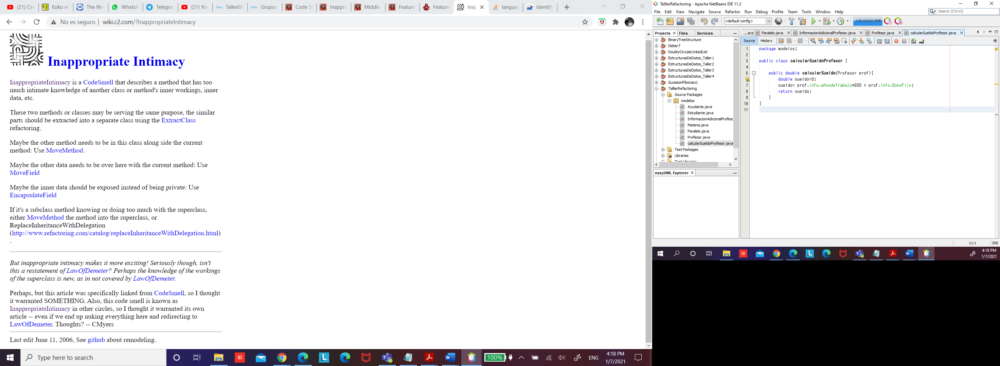 (21) Car
Koko wa
The Wro
WhatsA
Telegra
(21) You
Taller08
Grupos
Code Sr
Inappro
Middle
Feature
Feature
Inap
languag
Identify
No es seguro | wiki.c2.com/?InappropriateIntimacy
Inappropriate Intimacy
InappropriateIntimacy is a CodeSmell that describes a method that has too
much intimate knowledge of another class or method's inner workings, inner
data, etc.
These two methods or classes may be serving the same purpose, the similar
parts should be extracted into a separate class using the ExtractClass
refactoring.
Maybe the other method needs to be in this class along side the current
method: Use MoveMethod.
Maybe the other data needs to be over here with the current method: Use
MoveField
Maybe the inner data should be exposed instead of being private: Use
EncapsulateField
If it's a subclass method knowing or doing too much with the superclass,
either MoveMethod the method into the superclass, or
ReplaceInheritanceWithDelegation
(http://www.refactoring.com/catalog/replaceInheritanceWithDelegation.html)
.
But inappropriate intimacy makes it more exciting! Seriously though, isn't
this a restatement of LawOfDemeter? Perhaps the knowledge of the workings
of the superclass is new, as in not covered by LawOfDemeter.
Perhaps, but this article was specifically linked from CodeSmell, so I thought
it warranted SOMETHING. Also, this code smell is known as
InappropriateIntimacy in other circles, so I thought it warranted its own
article -- even if we end up nuking everything here and redirecting to
LawOfDemeter. Thoughts? -- CMyers
Last edit June 11, 2006, See github about remodeling.
Type here to search
100%
ENG
4:18 PM
1/7/2021
TalllerRefactoring - Apache NetBeans IDE 11.3
File Edit View Navigate Source Refactor Run Debug Profile Team Tools Window Help
Search (Ctrl+I)
<default config>
190.5/267.0MB
Projects
Files
Services
BinaryTreeStructure
Deber7
DoublyCircularLinkedList
EstructurasDeDatos_Taller1
EstructurasDeDatos_Taller2
EstructurasDeDatos_Taller3
EstructurasDeDatos_Taller4
SucesionFibonacci
TalllerRefactoring
Source Packages
modelos
Ayudante.java
Estudiante.java
InformacionAdicionalProfesc
Materia.java
Paralelo.java
Profesor.java
calcularSueldoProfesor.java
Test Packages
Libraries
Test Libraries
easyUML Explorer
...ava
Paralelo.java
InformacionAdicionalProfesor.java
Profesor.java
calcularSueldoProfesor.java
Source History
1 package modelos;
2
3 public class calcularSueldoProfesor {
4
5 public double calcularSueldo(Profesor prof){
double sueldo=0;
7 sueldo= prof.info.añosdeTrabajo*600 + prof.info.BonoFijo;
8 return sueldo;
9 }
10 }
11
11:1 INS
4:18 PM
1/7/2021